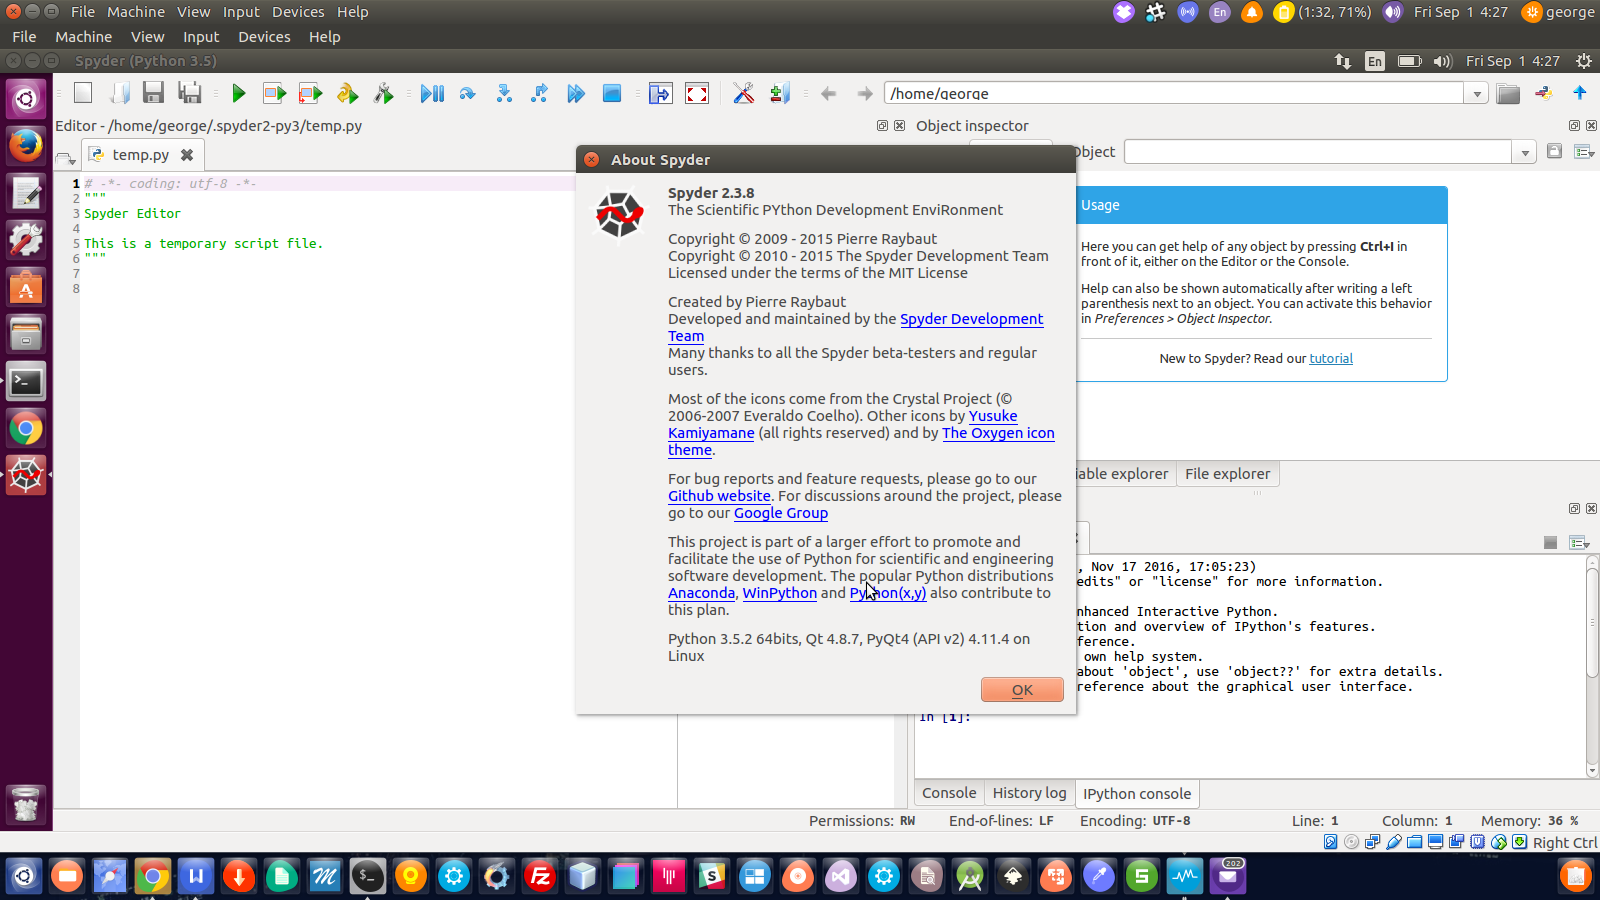 File Machine View Input Devices Help
En (1:32, 71%) Fri Sep 1 4:27 george
File Machine View Input Devices Help
Spyder (Python 3.5)
En Fri Sep 1 4:27
/home/george
Editor - /home/george/.spyder2-py3/temp.py
Object inspector
temp.py
Object
1 # -*- coding: utf-8 -*-
2 """
3 Spyder Editor
4
5 This is a temporary script file.
6 """
7
8
About Spyder
Spyder 2.3.8
The Scientific PYthon Development EnviRonment
Copyright © 2009 - 2015 Pierre Raybaut
Copyright © 2010 - 2015 The Spyder Development Team
Licensed under the terms of the MIT License
Created by Pierre Raybaut
Developed and maintained by the Spyder Development
Team
Many thanks to all the Spyder beta-testers and regular
users.
Most of the icons come from the Crystal Project (©
2006-2007 Everaldo Coelho). Other icons by Yusuke
Kamiyamane (all rights reserved) and by The Oxygen icon
theme.
For bug reports and feature requests, please go to our
Github website. For discussions around the project, please
go to our Google Group
This project is part of a larger effort to promote and
facilitate the use of Python for scientific and engineering
software development. The popular Python distributions
Anaconda, WinPython and Python(x,y) also contribute to
this plan.
Python 3.5.2 64bits, Qt 4.8.7, PyQt4 (API v2) 4.11.4 on
Linux
OK
Usage
Here you can get help of any object by pressing Ctrl+I in
front of it, either on the Editor or the Console.
Help can also be shown automatically after writing a left
parenthesis next to an object. You can activate this behavior
in Preferences > Object Inspector.
New to Spyder? Read our tutorial
iable explorer File explorer
, Nov 17 2016, 17:05:23)
edits" or "license" for more information.
nhanced Interactive Python.
tion and overview of IPython's features.
ference.
own help system.
about 'object', use 'object??' for extra details.
reference about the graphical user interface.
In [1]:
Console History log IPython console
Permissions: RW End-of-lines: LF Encoding: UTF-8 Line: 1 Column: 1 Memory: 36 %
Right Ctrl
202